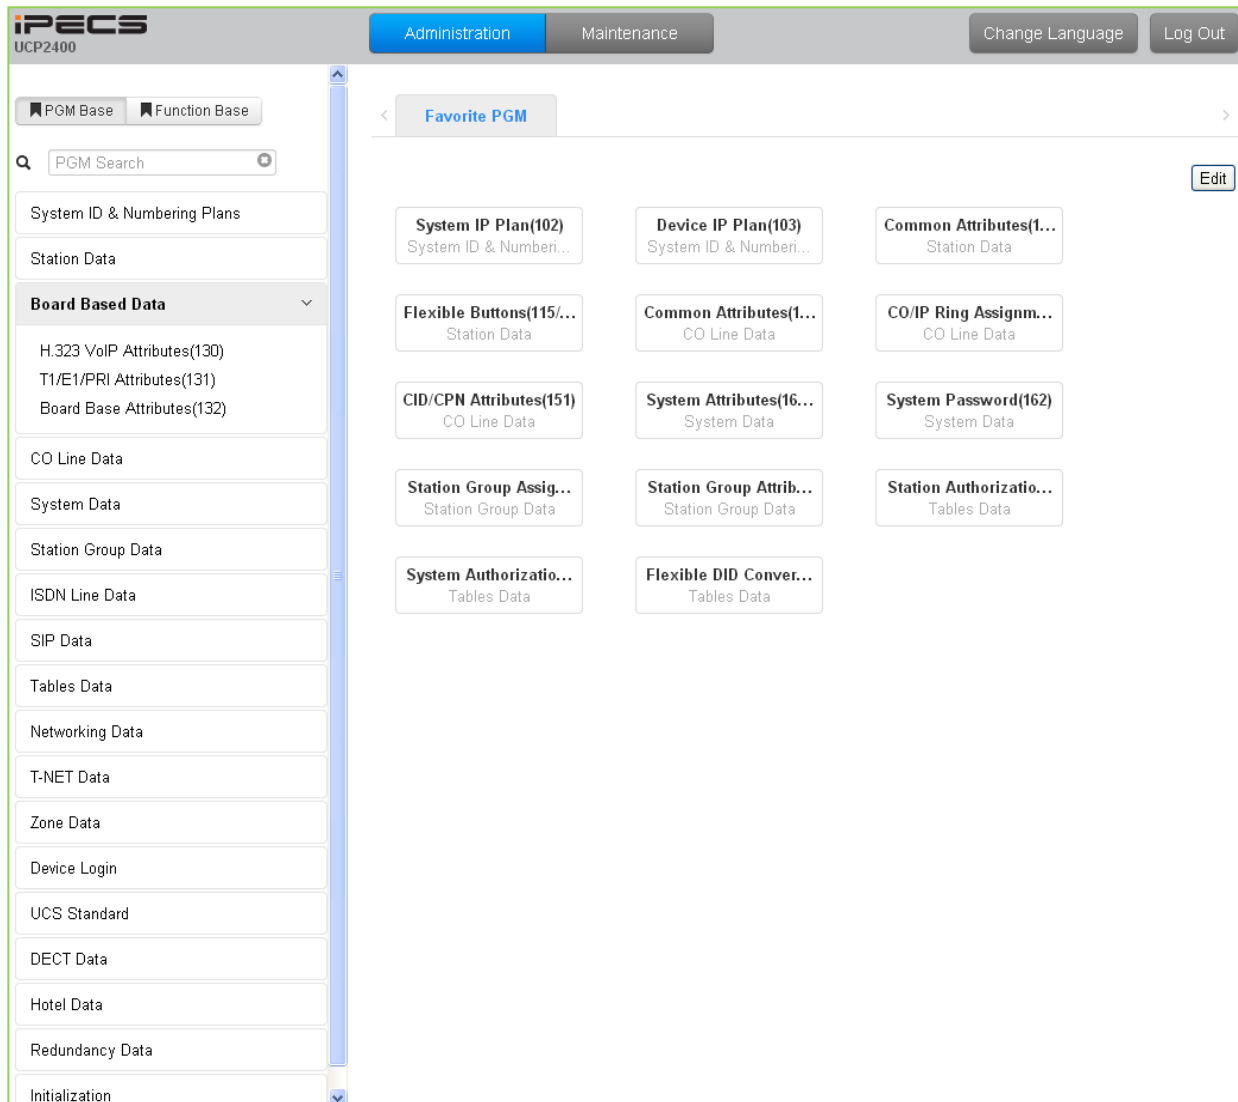 iPECS
UCP2400
Administration
Maintenance
Change Language
Log Out
PGM Base
Function Base
PGM Search
System ID & Numbering Plans
Station Data
Board Based Data
H.323 VoIP Attributes(130)
T1/E1/PRI Attributes(131)
Board Base Attributes(132)
CO Line Data
System Data
Station Group Data
ISDN Line Data
SIP Data
Tables Data
Networking Data
T-NET Data
Zone Data
Device Login
UCS Standard
DECT Data
Hotel Data
Redundancy Data
Initialization
Favorite PGM
Edit
System IP Plan(102)
System ID & Numberi...
Device IP Plan(103)
System ID & Numberi...
Common Attributes(1...
Station Data
Flexible Buttons(115/...
Station Data
Common Attributes(1...
CO Line Data
CO/IP Ring Assignm...
CO Line Data
CID/CPN Attributes(151)
CO Line Data
System Attributes(16...
System Data
System Password(162)
System Data
Station Group Assig...
Station Group Data
Station Group Attrib...
Station Group Data
Station Authorizatio...
Tables Data
System Authorizatio...
Tables Data
Flexible DID Conver...
Tables Data